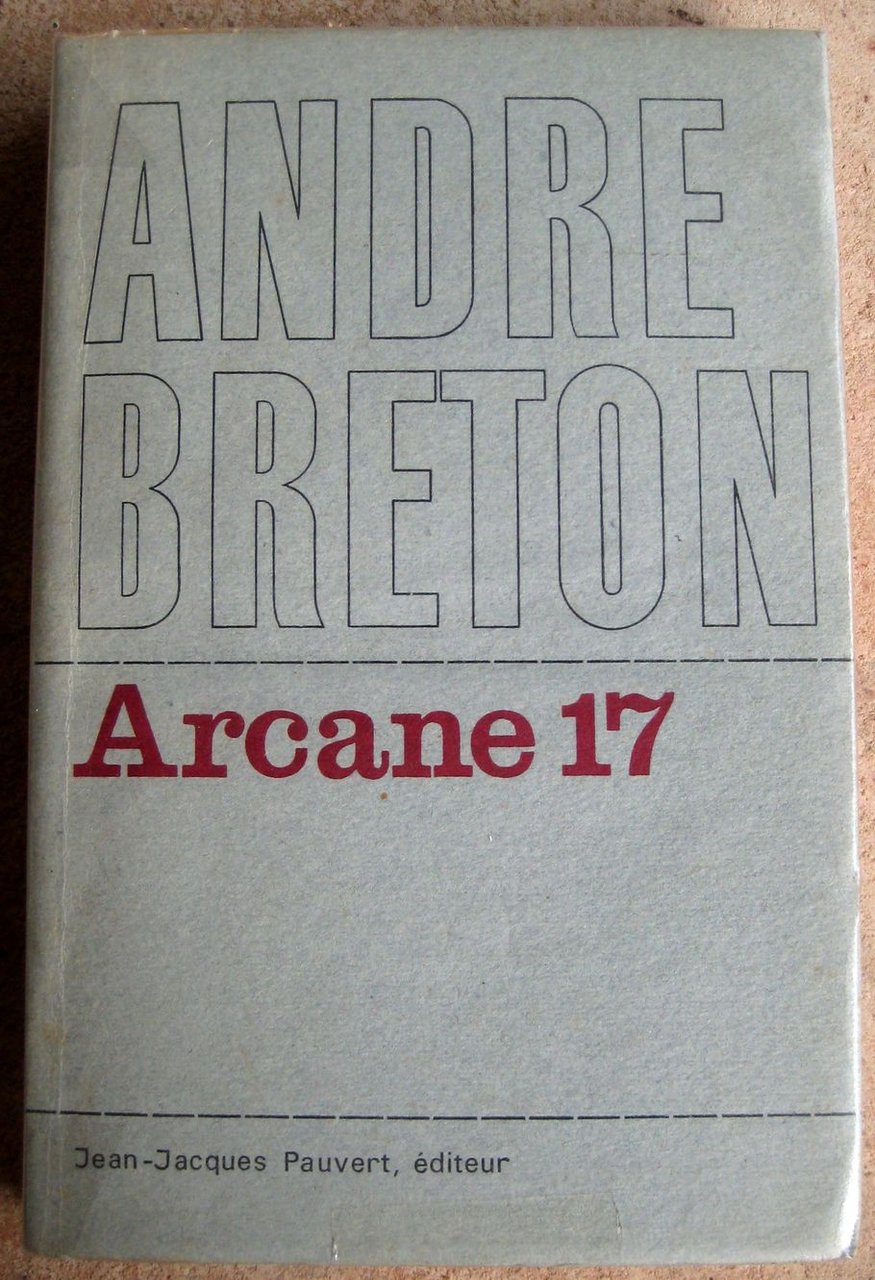 ANDRE
BRETON
Arcane 17
Jean-Jacques Pauvert, éditeur